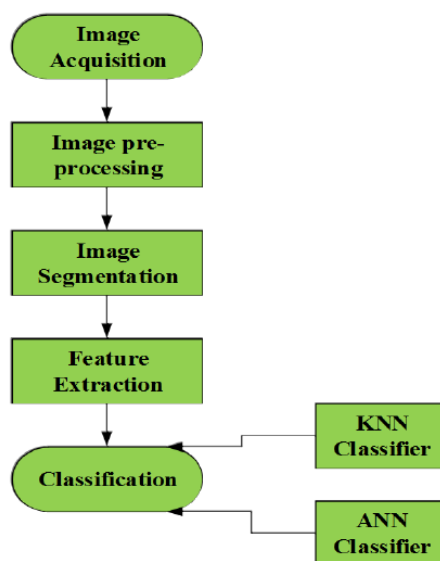 Image
Acquisition
Image pre-
processing
Image
Segmentation
Feature
Extraction
KNN
Classifier
Classification
ANN
Classifier